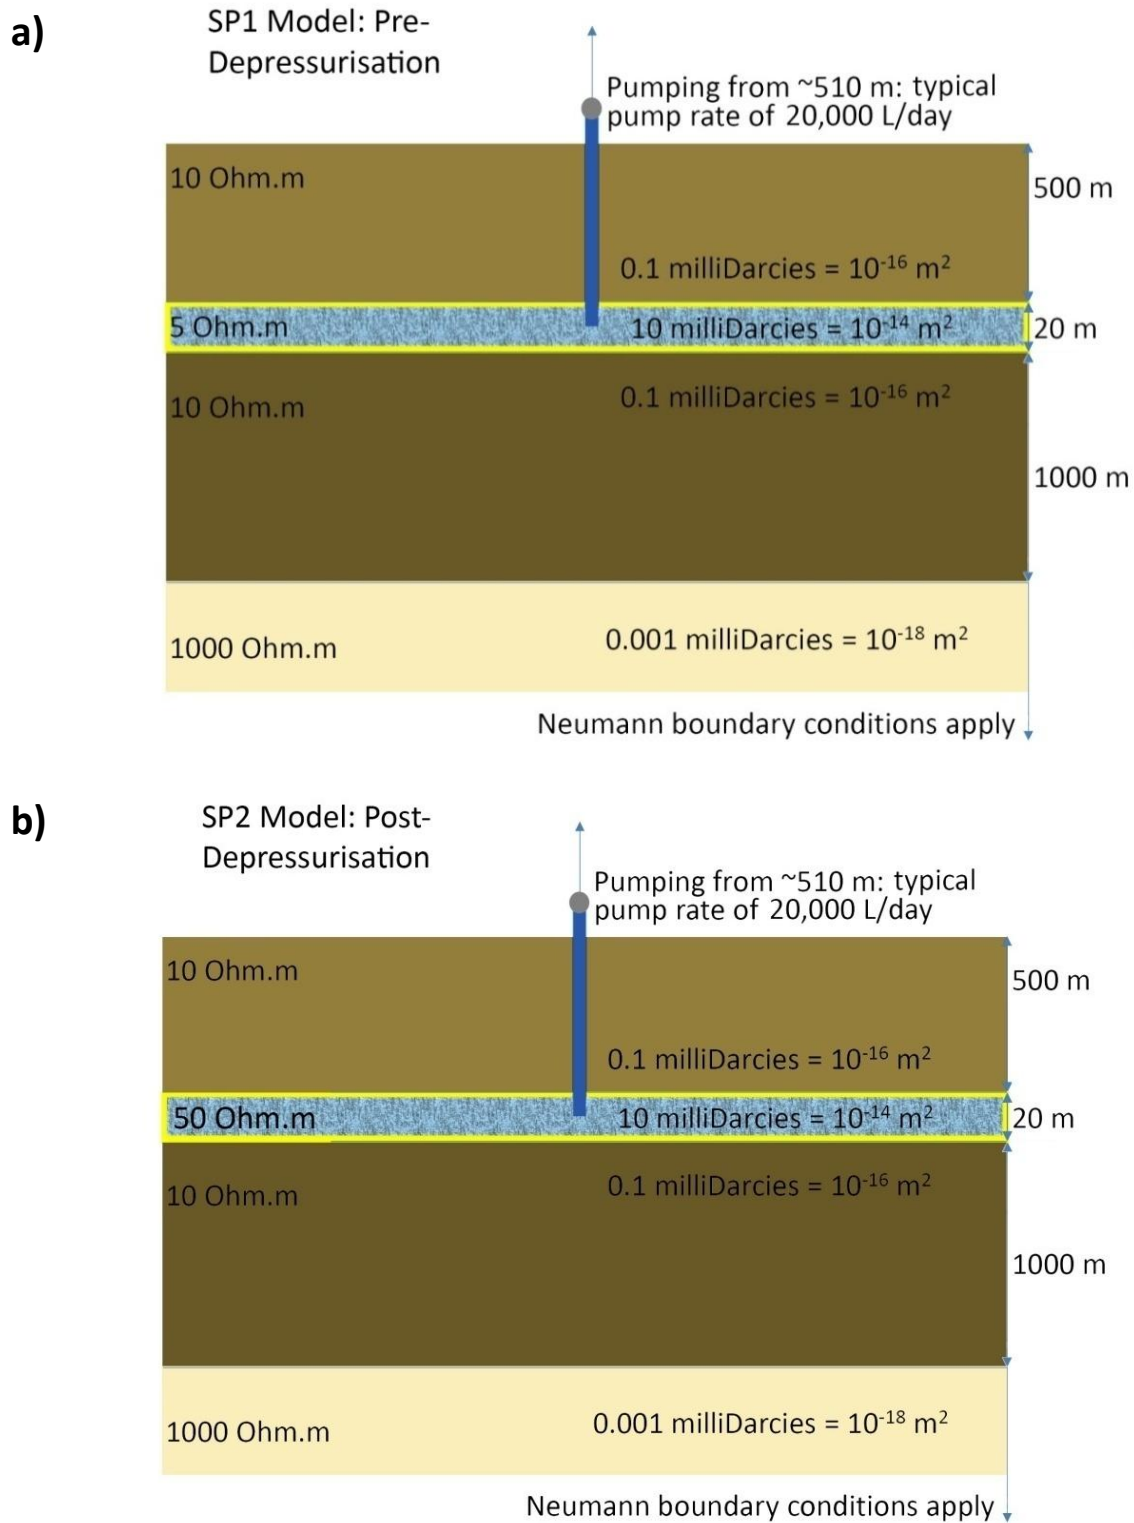 a)
SP1 Model: Pre-
Depressurisation
Pumping from ~510 m: typical
pump rate of 20,000 L/day
10 Ohm.m
500 m
0.1 milliDarcies = 10⁻¹⁶ m²
5 Ohm.m
10 milliDarcies = 10⁻¹⁴ m²
20 m
10 Ohm.m
0.1 milliDarcies = 10⁻¹⁶ m²
1000 m
1000 Ohm.m
0.001 milliDarcies = 10⁻¹⁸ m²
Neumann boundary conditions apply
b)
SP2 Model: Post-
Depressurisation
Pumping from ~510 m: typical
pump rate of 20,000 L/day
10 Ohm.m
500 m
0.1 milliDarcies = 10⁻¹⁶ m²
50 Ohm.m
10 milliDarcies = 10⁻¹⁴ m²
20 m
10 Ohm.m
0.1 milliDarcies = 10⁻¹⁶ m²
1000 m
1000 Ohm.m
0.001 milliDarcies = 10⁻¹⁸ m²
Neumann boundary conditions apply